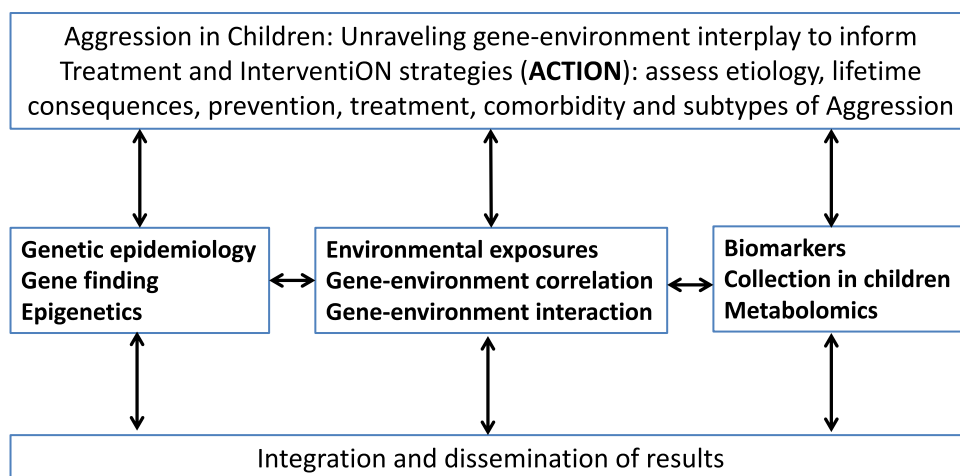 Aggression in Children: Unraveling gene-environment interplay to inform
Treatment and InterventiON strategies (ACTION): assess etiology, lifetime
consequences, prevention, treatment, comorbidity and subtypes of Aggression
Genetic epidemiology
Gene finding
Epigenetics
Environmental exposures
Gene-environment correlation
Gene-environment interaction
Biomarkers
Collection in children
Metabolomics
Integration and dissemination of results